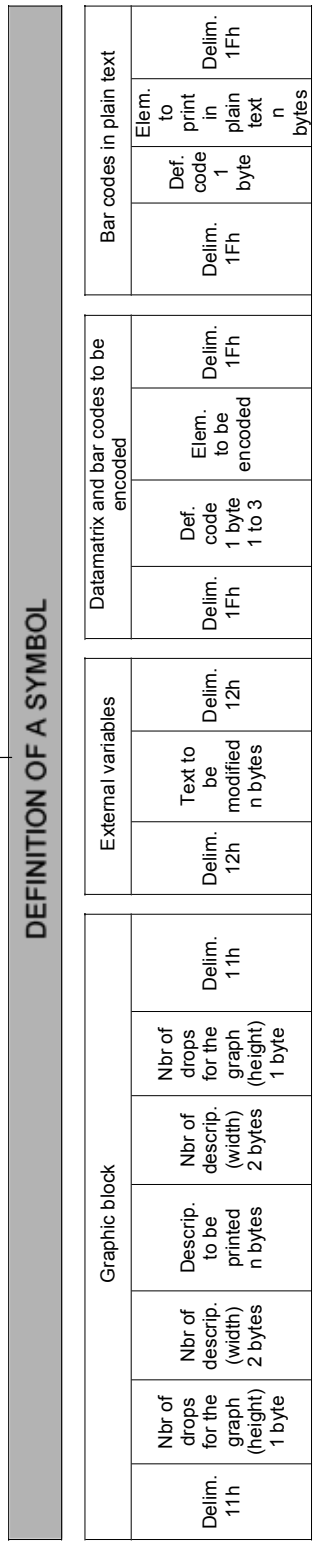 DEFINITION OF A SYMBOL
Graphic block
Delim.
11h
Nbr of
drops
for the
graph
(height)
1 byte
Nbr of
descrip.
(width)
2 bytes
Descrip.
to be
printed
n bytes
Nbr of
descrip.
(width)
2 bytes
Nbr of
drops
for the
graph
(height)
1 byte
Delim.
11h
External variables
Delim.
12h
Text to
be
modified
n bytes
Delim.
12h
Datamatrix and bar codes to be
encoded
Delim.
1Fh
Def.
code
1 byte
1 to 3
Elem.
to be
encoded
Delim.
1Fh
Bar codes in plain text
Delim.
1Fh
Def.
code
1
byte
Elem.
to
print
in
plain
text
n
bytes
Delim.
1Fh